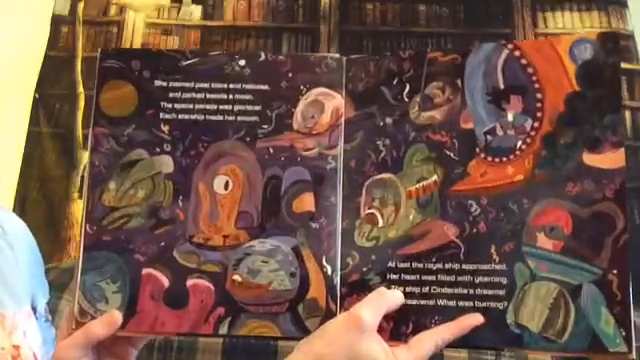 She zoomed past stars and nebulas,
and parked beside a moon.
The space parade was glorious!
Each starship made her swoon.
At last the royal ship approached.
Her heart was filled with yearning.
The ship of Cinderella's dreams!
heavens! What was burning?